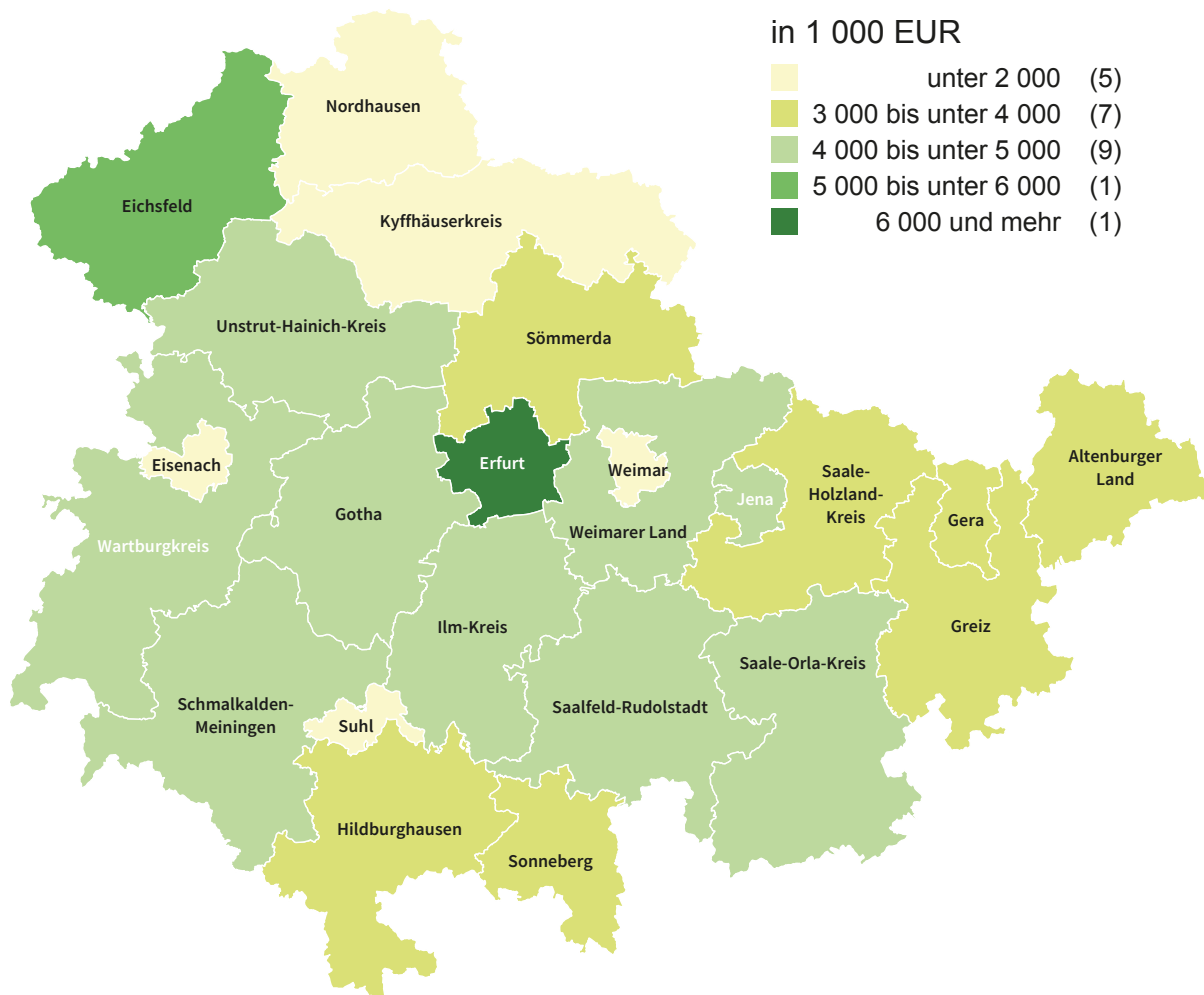 in 1 000 EUR
unter 2 000 (5)
3 000 bis unter 4 000 (7)
4 000 bis unter 5 000 (9)
5 000 bis unter 6 000 (1)
6 000 und mehr (1)
Nordhausen
Eichsfeld
Kyffhäuserkreis
Unstrut-Hainich-Kreis
Sömmerda
Eisenach
Erfurt
Weimar
Saale-
Holzland-
Kreis
Altenburger
Land
Jena
Gotha
Gera
Wartburgkreis
Weimarer Land
Ilm-Kreis
Greiz
Saale-Orla-Kreis
Schmalkalden-
Meiningen
Saalfeld-Rudolstadt
Suhl
Hildburghausen
Sonneberg